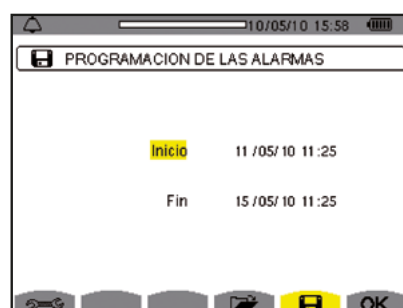 10/05/10 15:58
PROGRAMACION DE LAS ALARMAS
Inicio 11/05/10 11:25
Fin 15/05/10 11:25
OK